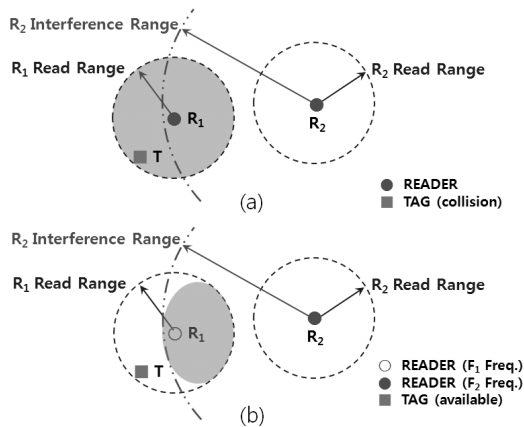 R₂ Interference Range
R₁ Read Range
R₂ Read Range
R₁
R₂
T
READER
TAG (collision)
(a)
R₂ Interference Range
R₁ Read Range
R₂ Read Range
R₁
R₂
T
READER (F₁ Freq.)
READER (F₂ Freq.)
TAG (available)
(b)